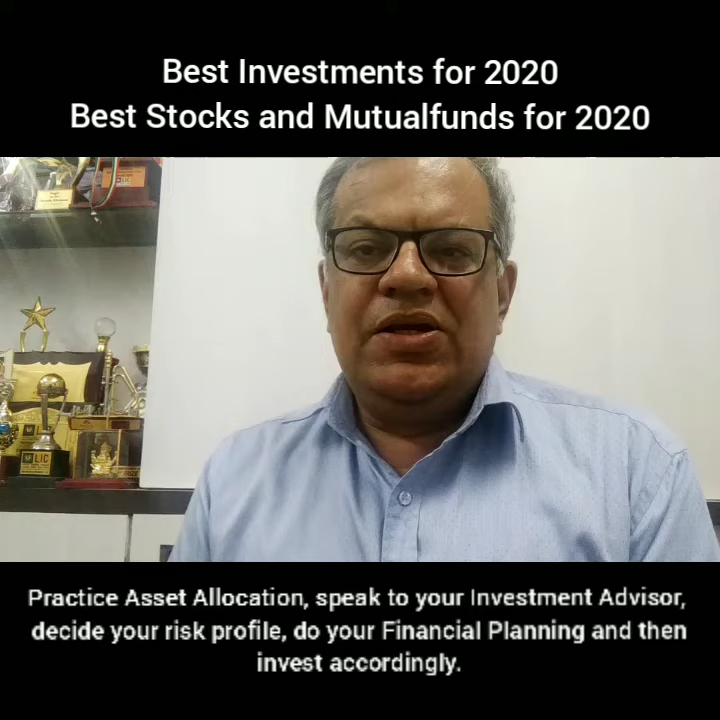 Best Investments for 2020
Best Stocks and Mutualfunds for 2020
LIC
Practice Asset Allocation, speak to your Investment Advisor,
decide your risk profile, do your Financial Planning and then
invest accordingly.